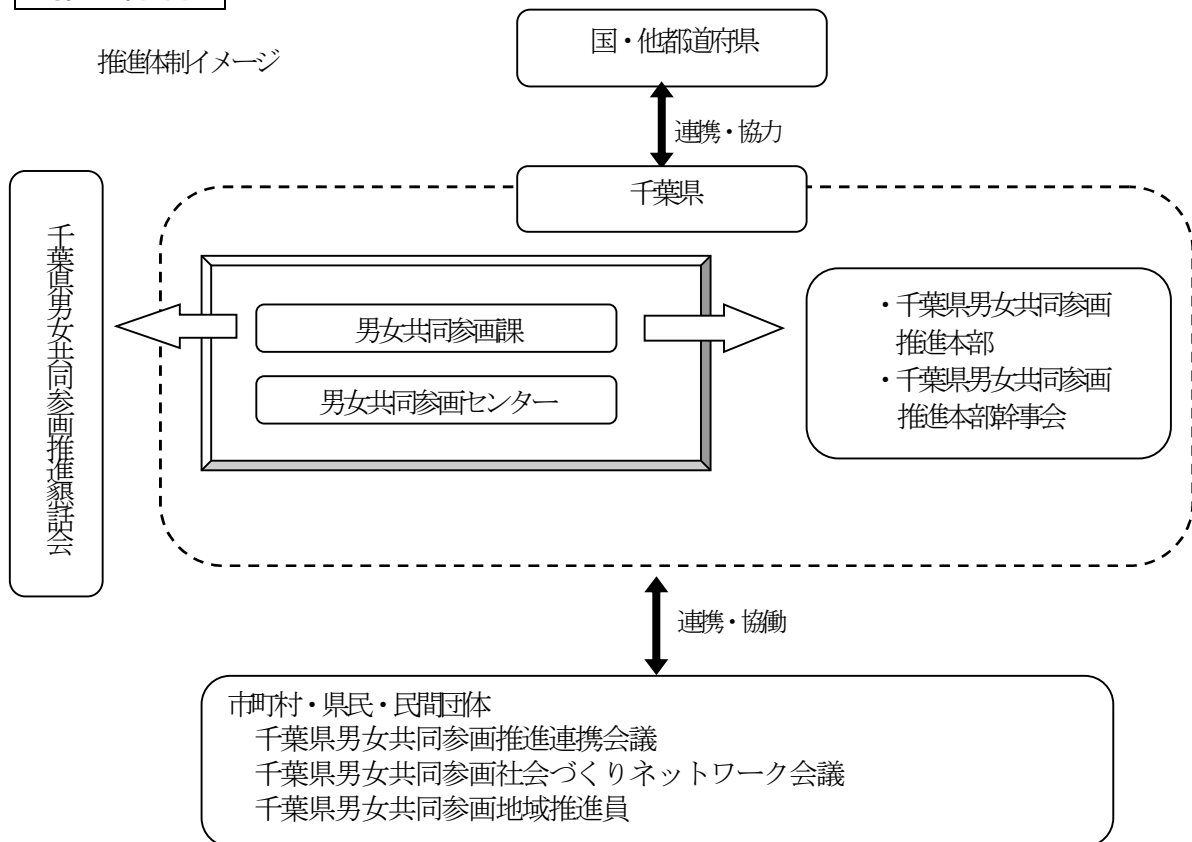 推進体制イメージ
国・他都道府県
連携・協力
千葉県
千葉県男女共同参画推進懇話会
男女共同参画課
男女共同参画センター
・千葉県男女共同参画
推進本部
・千葉県男女共同参画
推進本部幹事会
連携・協働
市町村・県民・民間団体
千葉県男女共同参画推進連携会議
千葉県男女共同参画社会づくりネットワーク会議
千葉県男女共同参画地域推進員